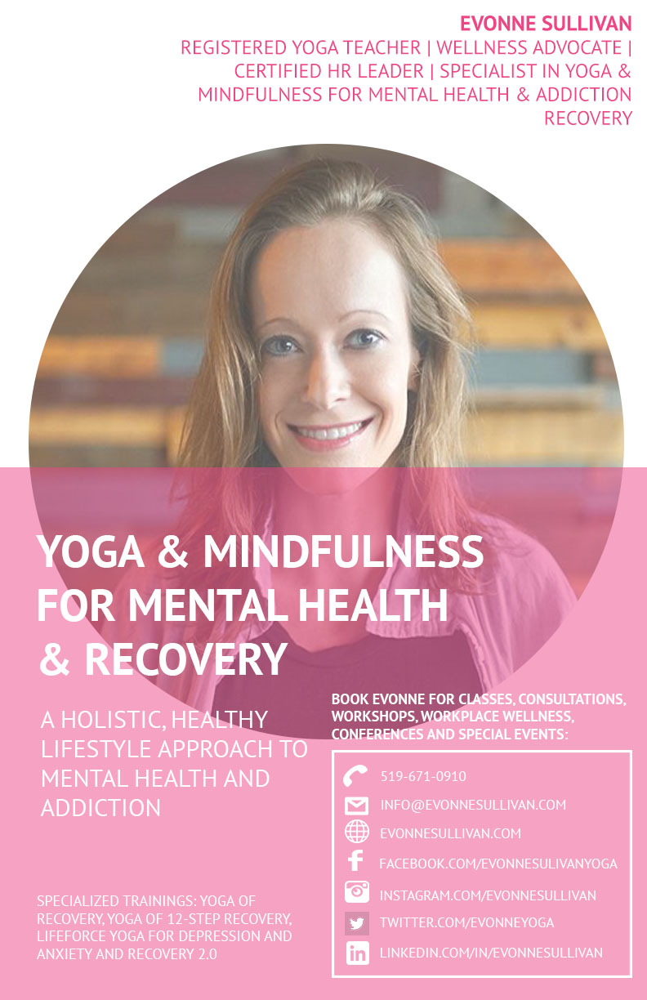 EVONNE SULLIVAN
REGISTERED YOGA TEACHER | WELLNESS ADVOCATE |
CERTIFIED HR LEADER | SPECIALIST IN YOGA &
MINDFULNESS FOR MENTAL HEALTH & ADDICTION
RECOVERY
YOGA & MINDFULNESS
FOR MENTAL HEALTH
& RECOVERY
A HOLISTIC, HEALTHY
LIFESTYLE APPROACH TO
MENTAL HEALTH AND
ADDICTION
SPECIALIZED TRAININGS: YOGA OF
RECOVERY, YOGA OF 12-STEP RECOVERY,
LIFEFORCE YOGA FOR DEPRESSION AND
ANXIETY AND RECOVERY 2.0
BOOK EVONNE FOR CLASSES, CONSULTATIONS,
WORKSHOPS, WORKPLACE WELLNESS,
CONFERENCES AND SPECIAL EVENTS:
519-671-0910
INFO@EVONNESULLIVAN.COM
EVONNESULLIVAN.COM
FACEBOOK.COM/EVONNESULIVANYOGA
INSTAGRAM.COM/EVONNESULLIVAN
TWITTER.COM/EVONNEYOGA
LINKEDIN.COM/IN/EVONNESULLIVAN